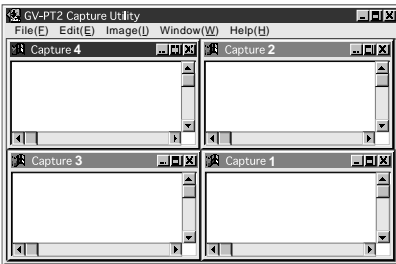 GV-PT2 Capture Utility
File(F) Edit(E) Image(I) Window(W) Help(H)
Capture 4
Capture 2
Capture 3
Capture 1